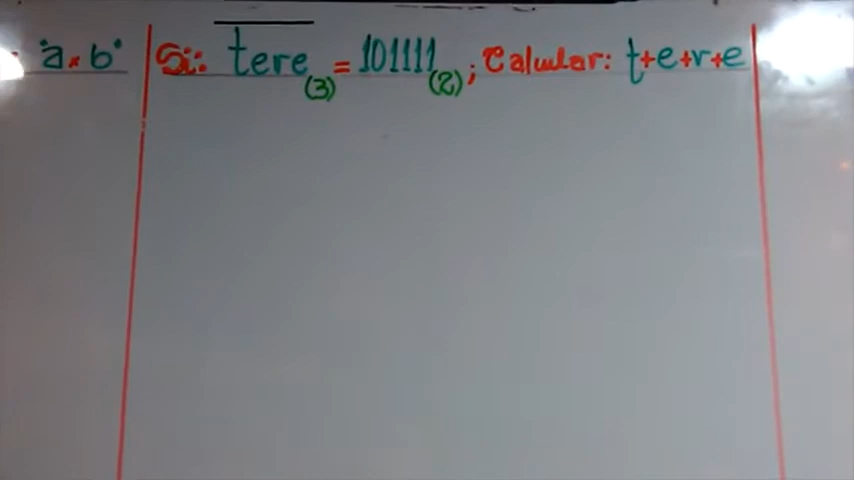 "a × b" Si: tere(3) = 101111(2) ; Calcular: t+e+r+e